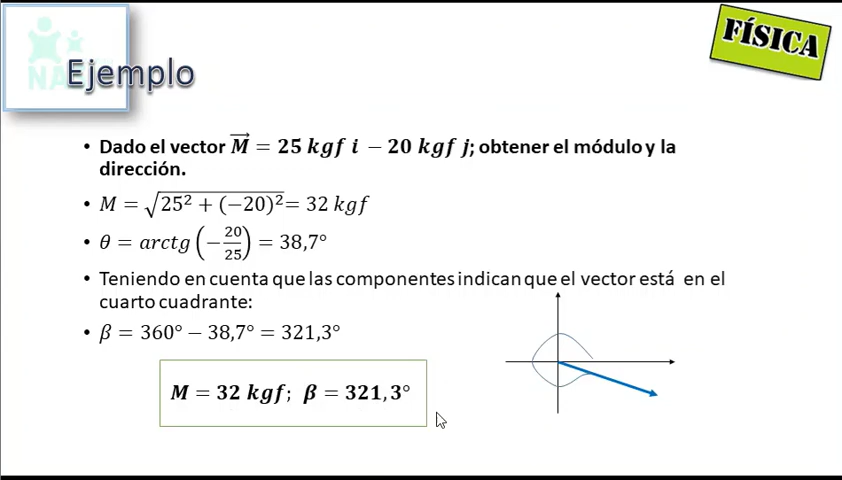 FÍSICA
NA
Ejemplo
• Dado el vector M⃗ = 25 kgf i − 20 kgf j; obtener el módulo y la
dirección.
• M = √(25² + (−20)²) = 32 kgf
• θ = arctg (−20/25) = 38,7°
• Teniendo en cuenta que las componentes indican que el vector está en el
cuarto cuadrante:
• β = 360° − 38,7° = 321,3°
M = 32 kgf; β = 321,3°